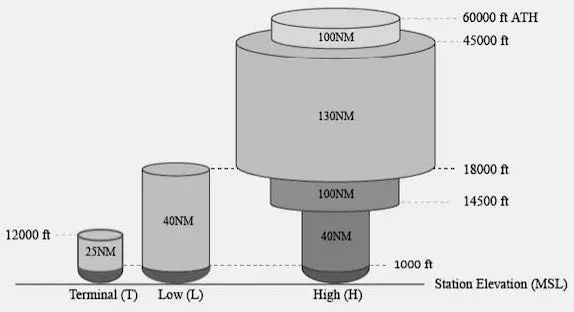 60000 ft ATH
100NM
45000 ft
130NM
18000 ft
100NM
14500 ft
12000 ft
40NM
40NM
25NM
1000 ft
Station Elevation (MSL)
Terminal (T)
Low (L)
High (H)